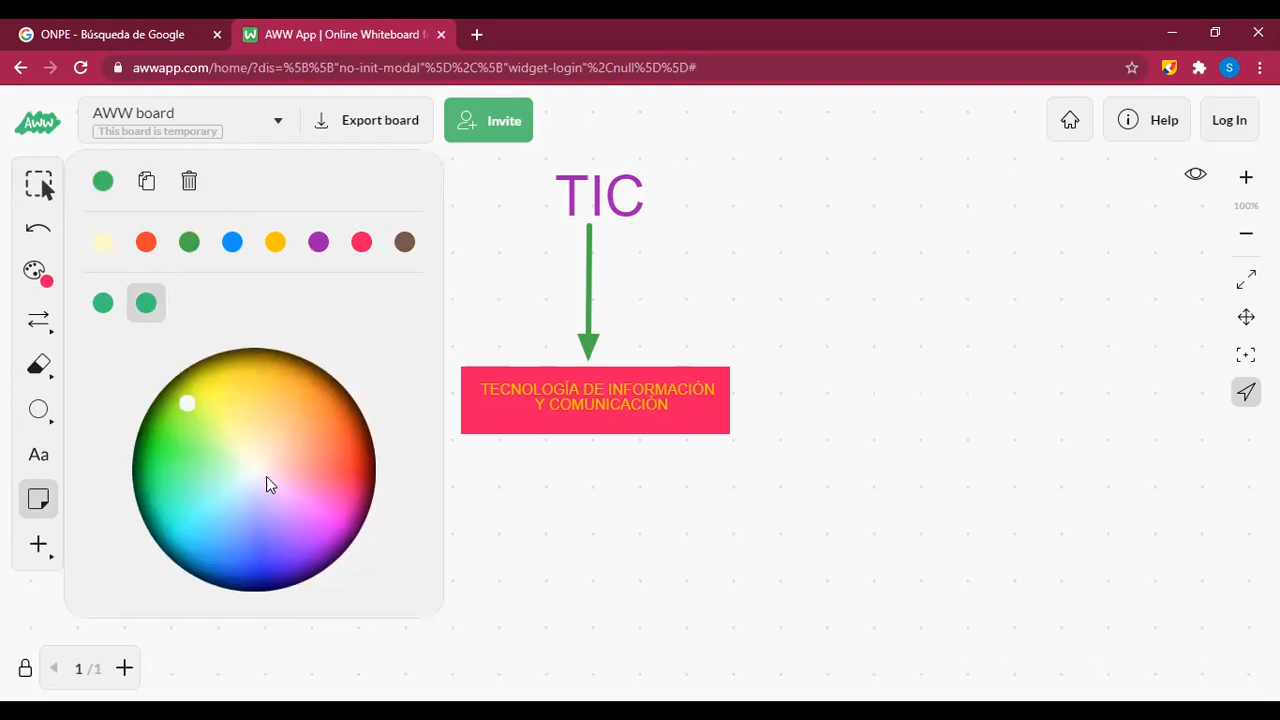 ONPE - Búsqueda de Google
AWW App | Online Whiteboard f
awwapp.com/home/?dis=%5B%5B"no-init-modal"%5D%2C%5B"widget-login"%2Cnull%5D%5D#
S
AWW
AWW board
This board is temporary
Export board
Invite
Help
Log In
100%
Aa
TIC
TECNOLOGÍA DE INFORMACIÓN
Y COMUNICACIÓN
1 /1